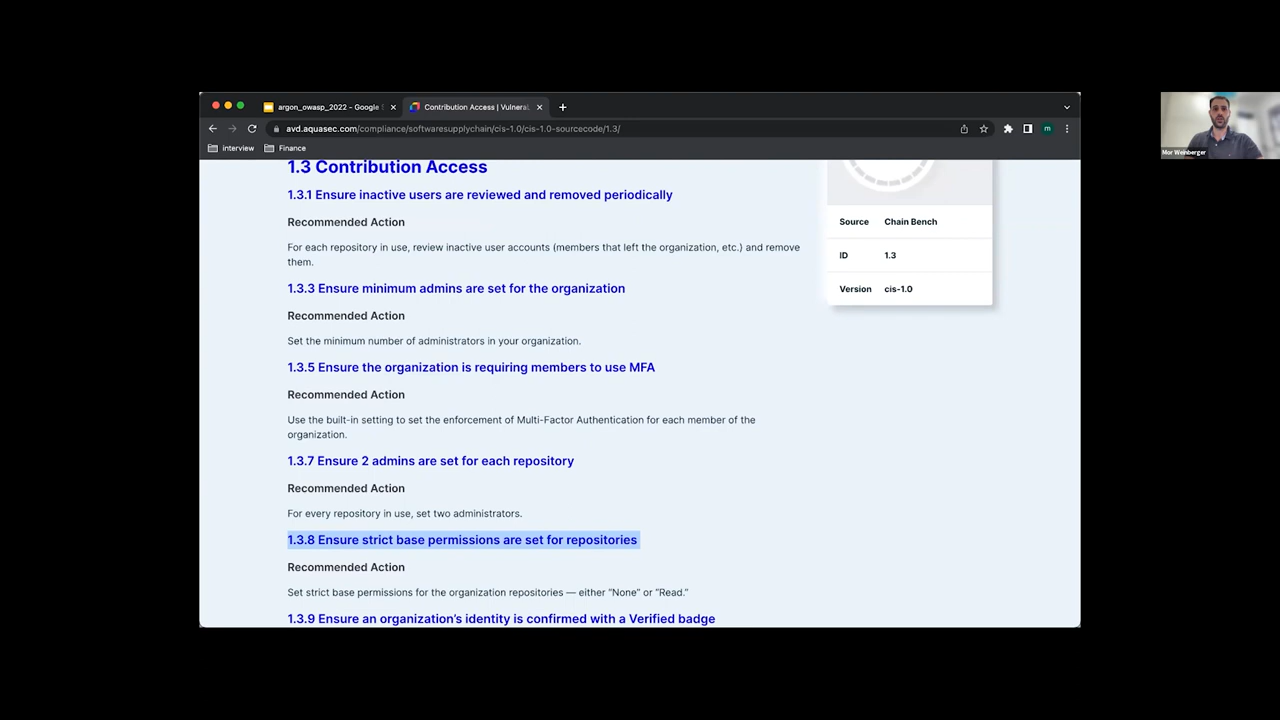 argon_owasp_2022 - Google
Contribution Access | Vulnera
avd.aquasec.com/compliance/softwaresupplychain/cis-1.0/cis-1.0-sourcecode/1.3/
m
interview
Finance
1.3 Contribution Access
1.3.1 Ensure inactive users are reviewed and removed periodically
Recommended Action
For each repository in use, review inactive user accounts (members that left the organization, etc.) and remove
them.
1.3.3 Ensure minimum admins are set for the organization
Recommended Action
Set the minimum number of administrators in your organization.
1.3.5 Ensure the organization is requiring members to use MFA
Recommended Action
Use the built-in setting to set the enforcement of Multi-Factor Authentication for each member of the
organization.
1.3.7 Ensure 2 admins are set for each repository
Recommended Action
For every repository in use, set two administrators.
1.3.8 Ensure strict base permissions are set for repositories
Recommended Action
Set strict base permissions for the organization repositories — either “None” or “Read.”
1.3.9 Ensure an organization’s identity is confirmed with a Verified badge
Source Chain Bench
ID 1.3
Version cis-1.0
Mor Weinberger